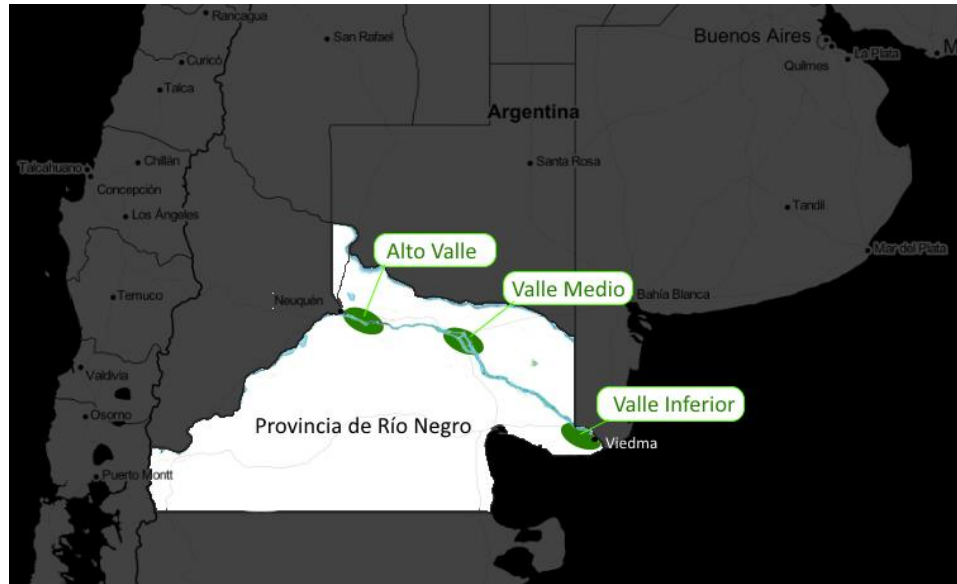 Rancagua
San Rafael
Buenos Aires
M
La Plata
Quilmes
Curicó
Talca
Argentina
Talcahuano
Chillán
Santa Rosa
Concepción
Los Ángeles
Tandil
Mar del Plata
Alto Valle
Valle Medio
Temuco
Neuquén
Bahía Blanca
Valdivia
Valle Inferior
Osorno
Provincia de Río Negro
Viedma
Puerto Montt